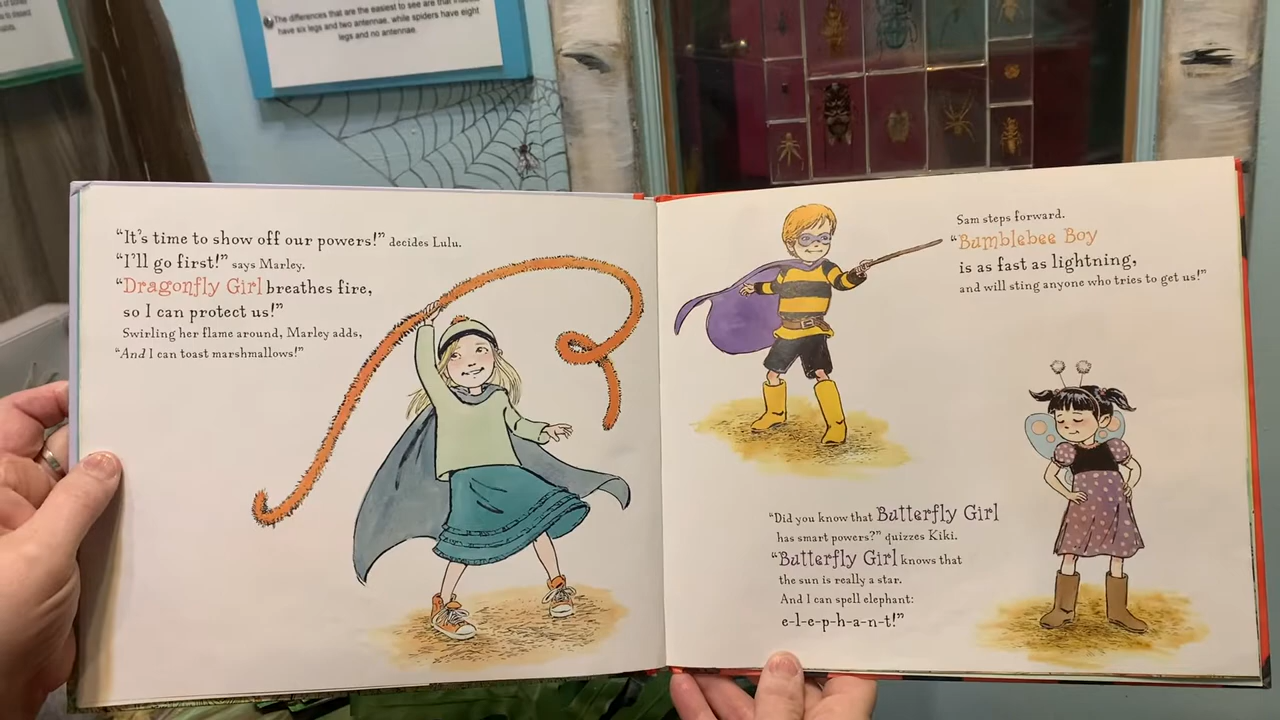 The differences that are the easiest to see are that insects
have six legs and two antennae, while spiders have eight
legs and no antennae.
“It’s time to show off our powers!” decides Lulu.
“I’ll go first!” says Marley.
“Dragonfly Girl breathes fire,
so I can protect us!”
Swirling her flame around, Marley adds,
“And I can toast marshmallows!”
Sam steps forward.
“Bumblebee Boy
is as fast as lightning,
and will sting anyone who tries to get us!”
“Did you know that Butterfly Girl
has smart powers?” quizzes Kiki.
“Butterfly Girl knows that
the sun is really a star.
And I can spell elephant:
e-l-e-p-h-a-n-t!”